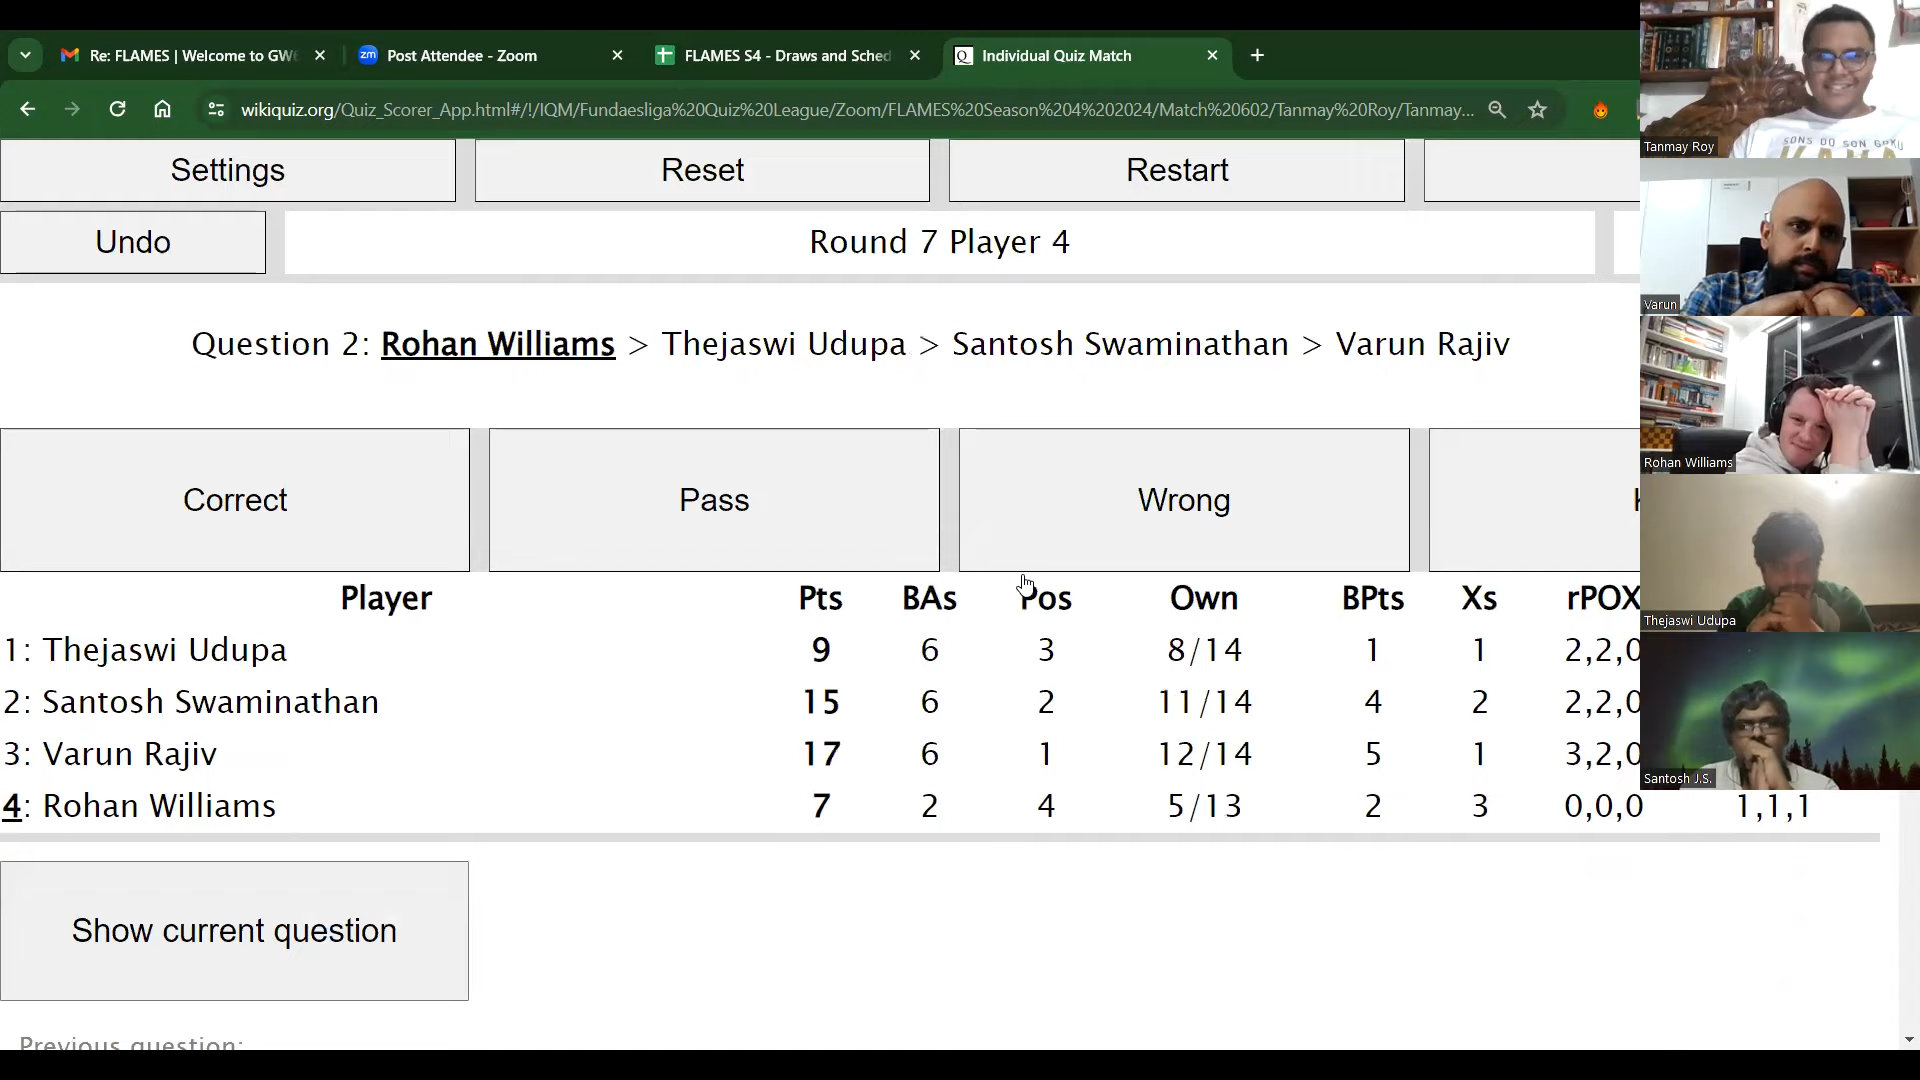 Re: FLAMES | Welcome to GW
Post Attendee - Zoom
FLAMES S4 - Draws and Sched
Individual Quiz Match
wikiquiz.org/Quiz_Scorer_App.html#/!/IQM/Fundaesliga%20Quiz%20League/Zoom/FLAMES%20Season%204%202024/Match%20602/Tanmay%20Roy/Tanmay...
Settings
Reset
Restart
Undo
Round 7 Player 4
Question 2: Rohan Williams > Thejaswi Udupa > Santosh Swaminathan > Varun Rajiv
Correct
Pass
Wrong
Player Pts BAs Pos Own BPts Xs rPOX
1: Thejaswi Udupa 9 6 3 8/14 1 1 2,2,0
2: Santosh Swaminathan 15 6 2 11/14 4 2 2,2,0
3: Varun Rajiv 17 6 1 12/14 5 1 3,2,0
4: Rohan Williams 7 2 4 5/13 2 3 0,0,0 1,1,1
Show current question
Previous question:
Tanmay Roy
SONS DO SON GOKU
Varun
Rohan Williams
Thejaswi Udupa
Santosh J.S.